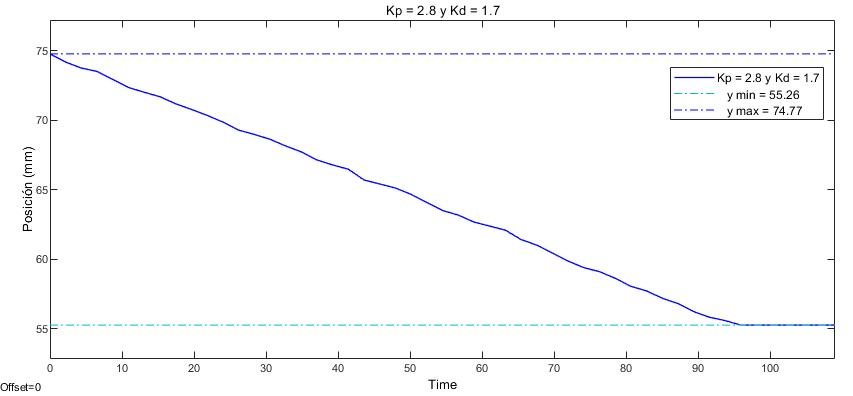 Kp = 2.8 y Kd = 1.7
Kp = 2.8 y Kd = 1.7
y min = 55.26
y max = 74.77
Posición (mm)
75
70
65
60
55
0 10 20 30 40 50 60 70 80 90 100
Time
Offset=0